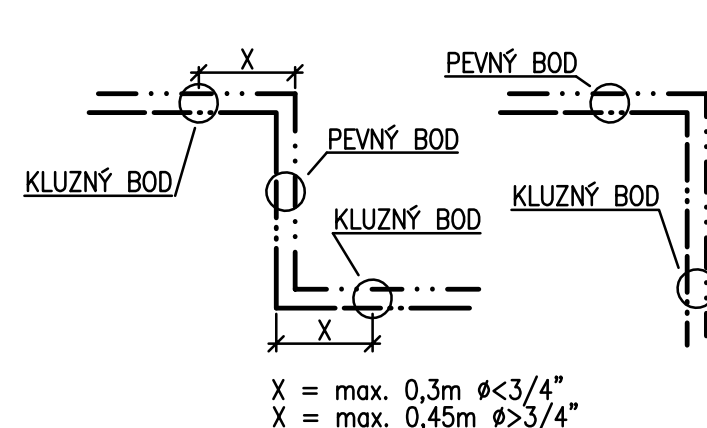 X
PEVNÝ BOD
PEVNÝ BOD
KLUZNÝ BOD
KLUZNÝ BOD
KLUZNÝ BOD
X
X = max. 0,3m ø<3/4"
X = max. 0,45m ø>3/4"